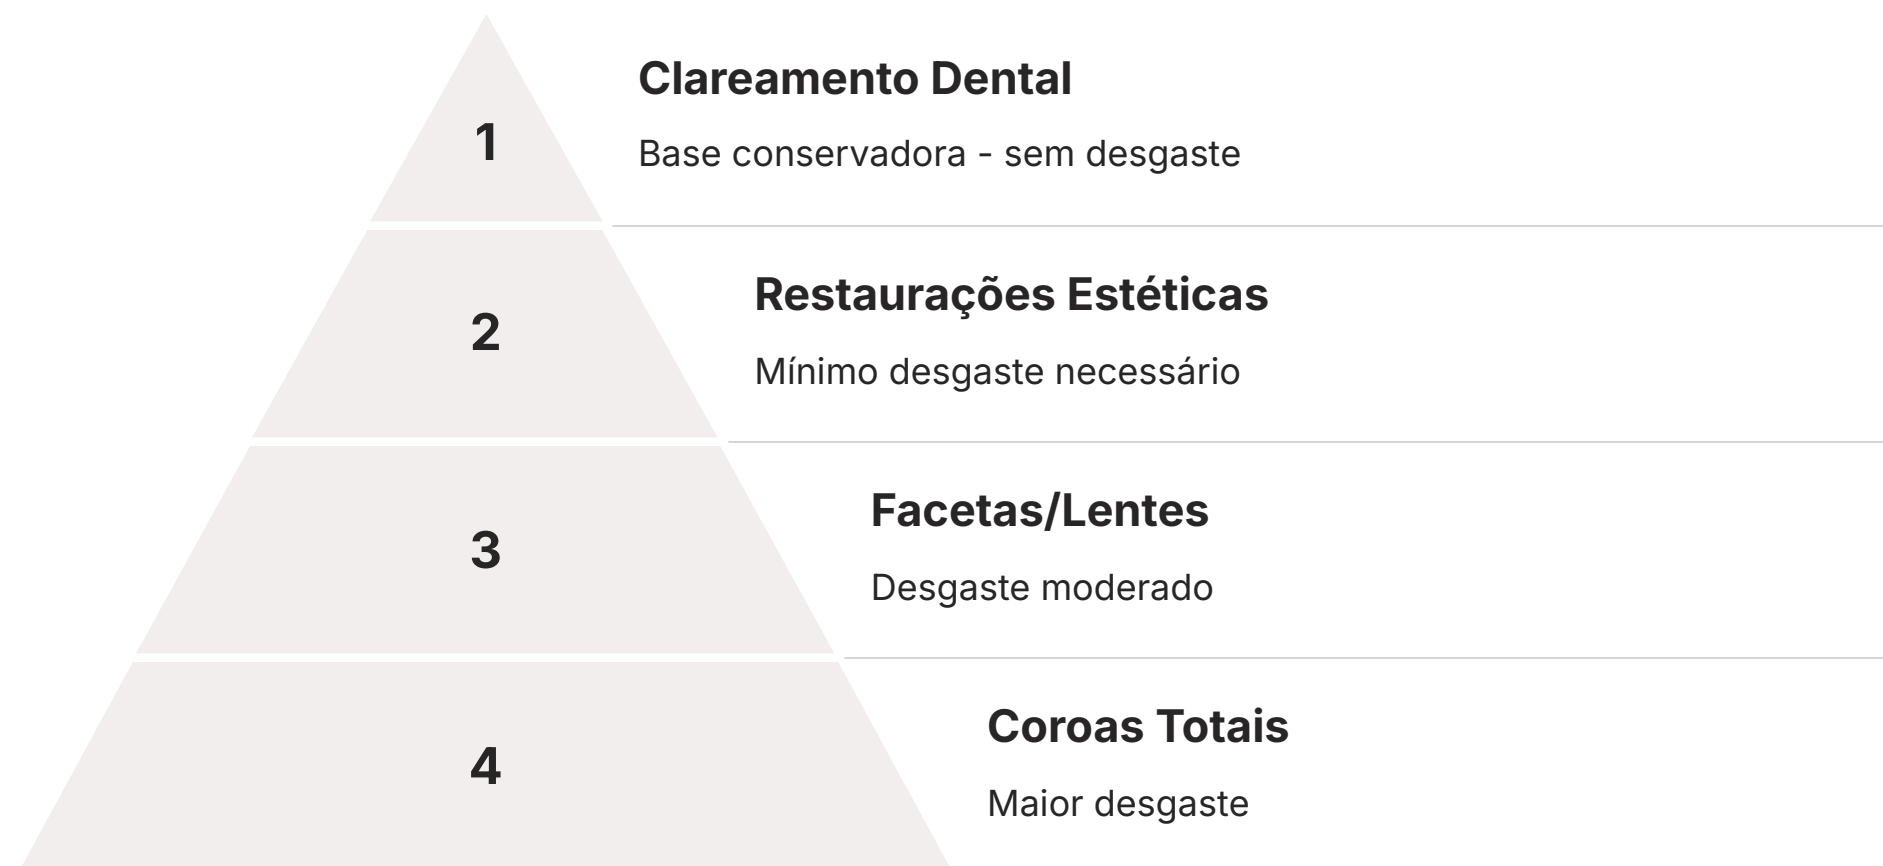 1
Clareamento Dental
Base conservadora - sem desgaste
2
Restaurações Estéticas
Mínimo desgaste necessário
3
Facetas/Lentes
Desgaste moderado
4
Coroas Totais
Maior desgaste